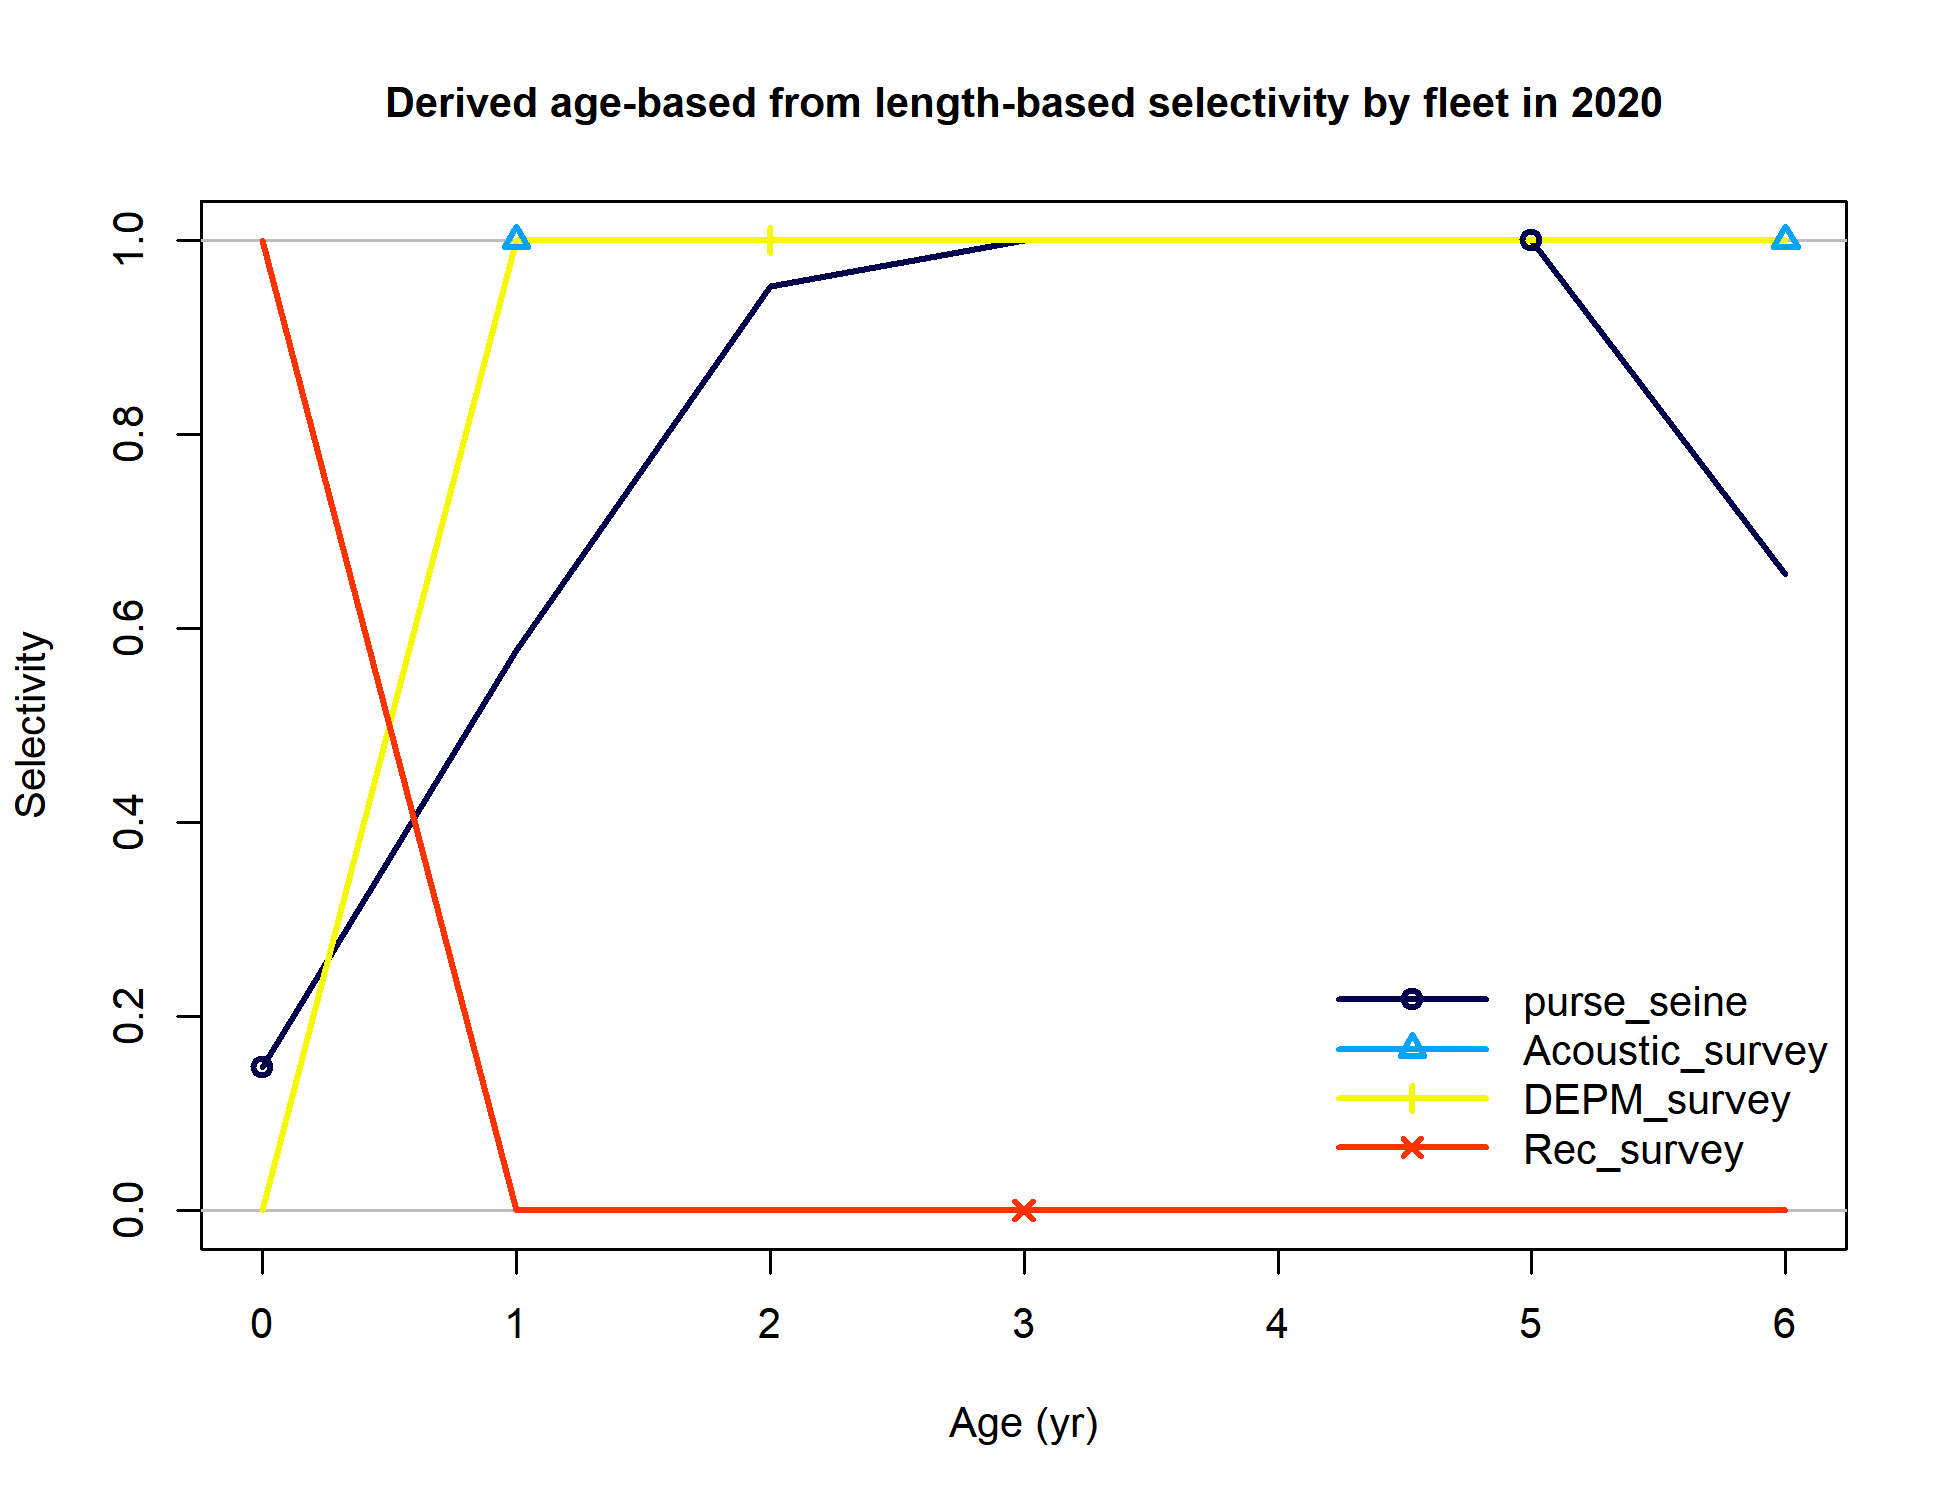 Derived age-based from length-based selectivity by fleet in 2020
Selectivity
1.0
0.8
0.6
0.4
0.2
0.0
purse_seine
Acoustic_survey
DEPM_survey
Rec_survey
0 1 2 3 4 5 6
Age (yr)